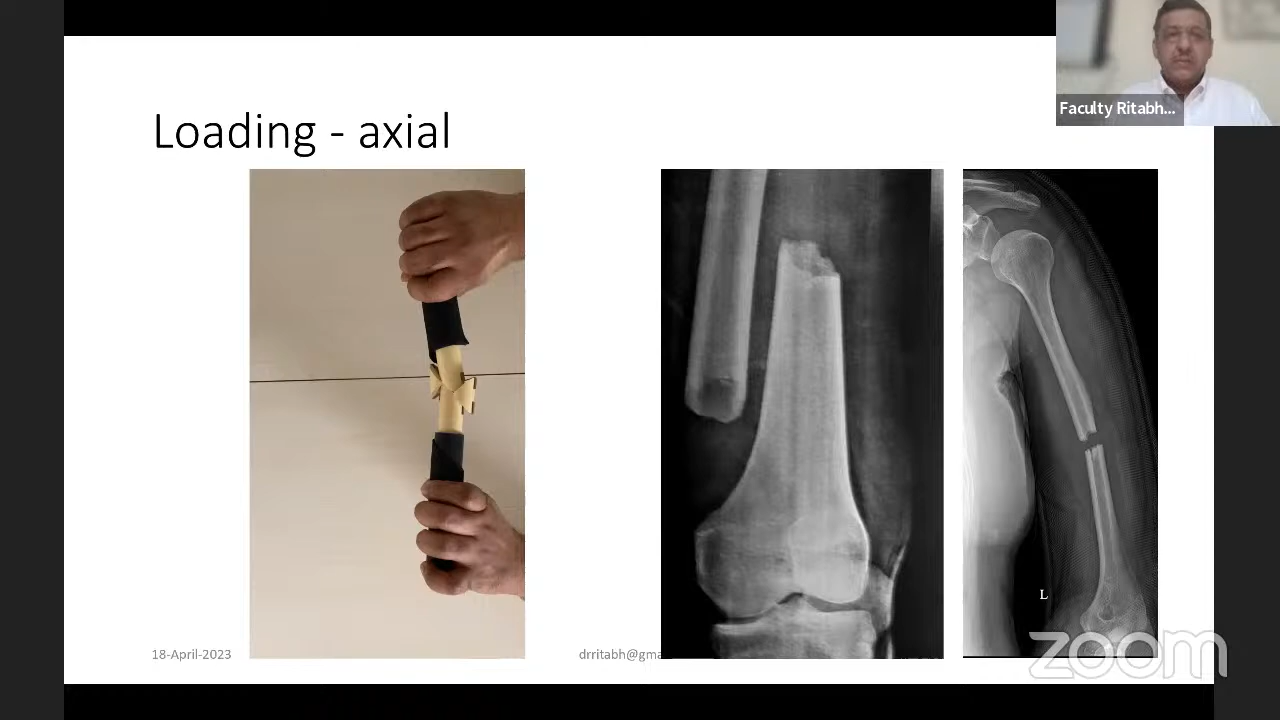 Faculty Ritabh...
Loading - axial
L
18-April-2023
drritabh@gma
zoom